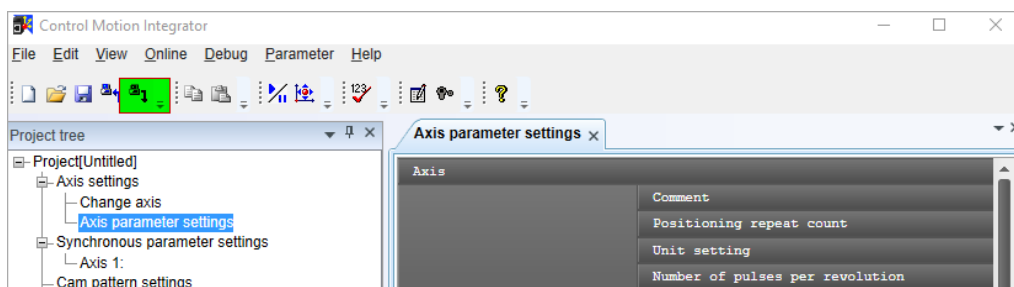 Control Motion Integrator
File Edit View Online Debug Parameter Help
123
?
Project tree
Axis parameter settings
Project[Untitled]
Axis settings
Change axis
Axis parameter settings
Synchronous parameter settings
Axis 1:
Cam pattern settings
Axis
Comment
Positioning repeat count
Unit setting
Number of pulses per revolution